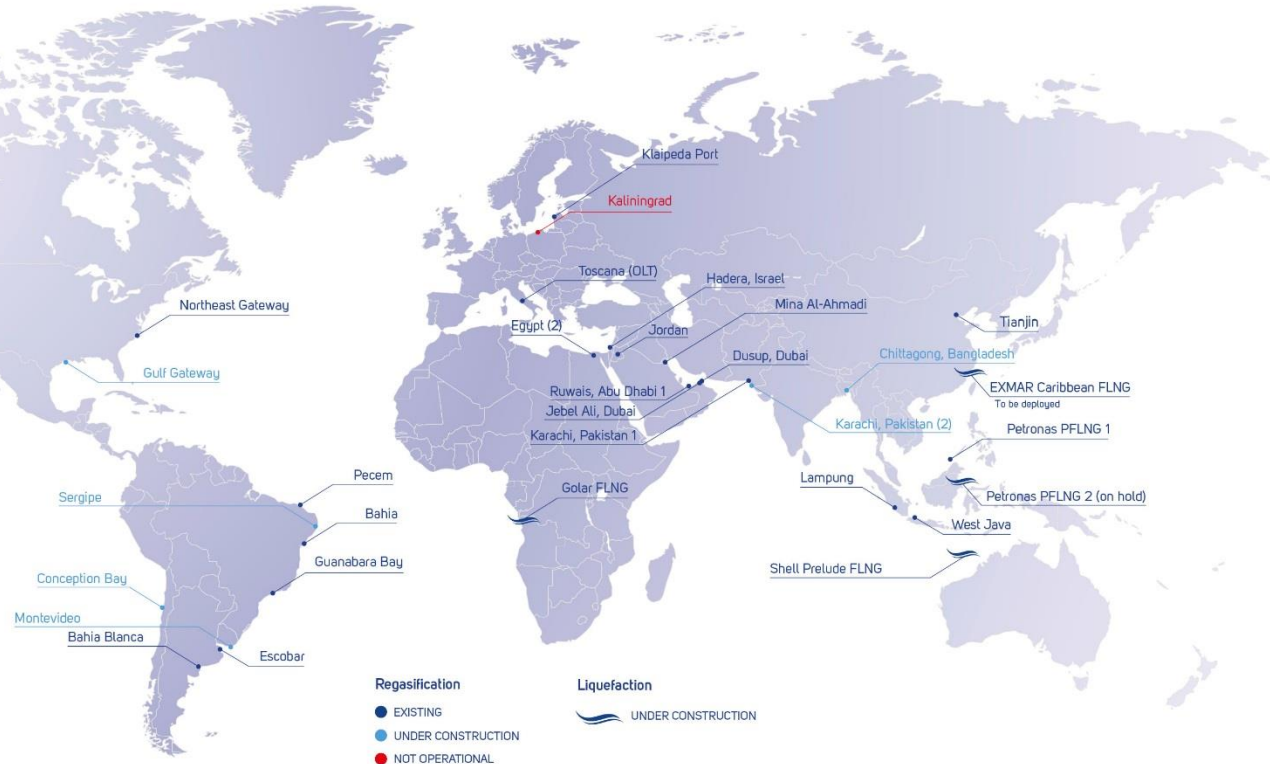 Klaipeda Port
Kaliningrad
Toscana (OLT)
Hadera, Israel
Mina Al-Ahmadi
Northeast Gateway
Egypt (2)
Jordan
Tianjin
Gulf Gateway
Dusup, Dubai
Chittagong, Bangladesh
Ruwais, Abu Dhabi 1
EXMAR Caribbean FLNG
To be deployed
Jebel Ali, Dubai
Karachi, Pakistan (2)
Karachi, Pakistan 1
Petronas PFLNG 1
Pecem
Lampung
Golar FLNG
Sergipe
Petronas PFLNG 2 (on hold)
Bahia
West Java
Guanabara Bay
Shell Prelude FLNG
Conception Bay
Montevideo
Bahia Blanca
Escobar
Regasification
EXISTING
UNDER CONSTRUCTION
NOT OPERATIONAL
Liquefaction
UNDER CONSTRUCTION